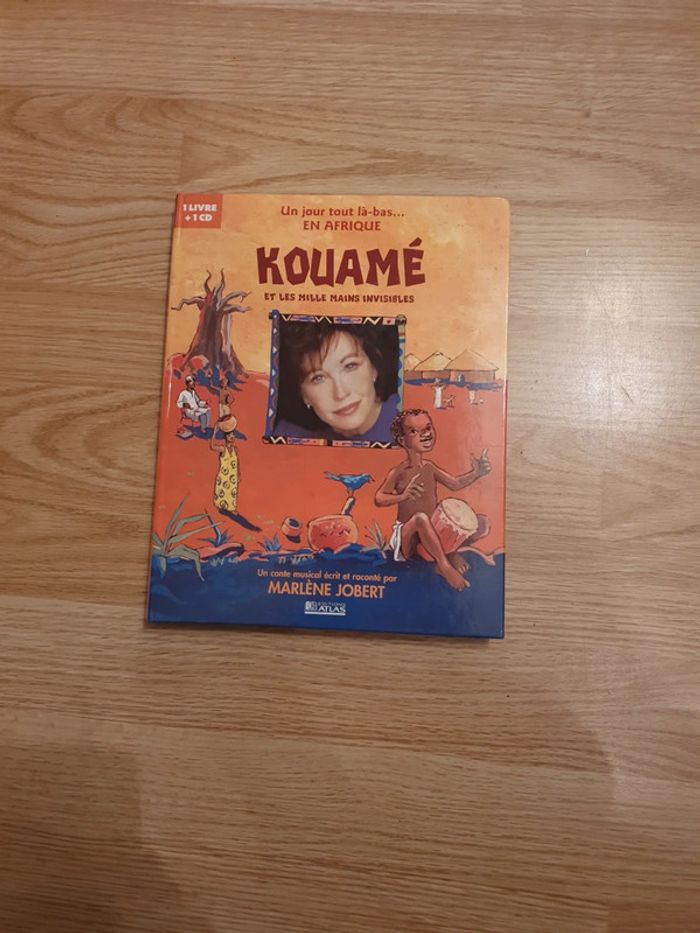 1 LIVRE
+ 1 CD
Un jour tout là-bas...
EN AFRIQUE
KOUAMÉ
ET LES MILLE MAINS INVISIBLES
Un conte musical écrit et raconté par
MARLÈNE JOBERT
EDITIONS
ATLAS